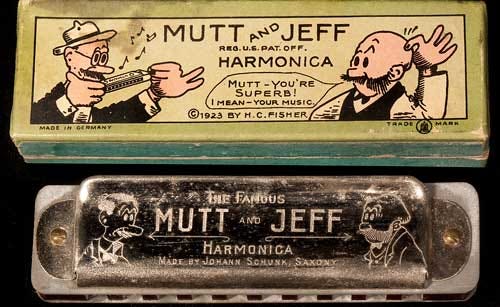 MUTT AND JEFF
REG. U.S. PAT. OFF.
HARMONICA
MUTT - YOU'RE
SUPERB!
I MEAN - YOUR MUSIC.
© 1923 BY H.C. FISHER.
MADE IN GERMANY
TRADE MARK
THE FAMOUS
MUTT AND JEFF
HARMONICA
MADE BY JOHANN SCHUNK, SAXONY